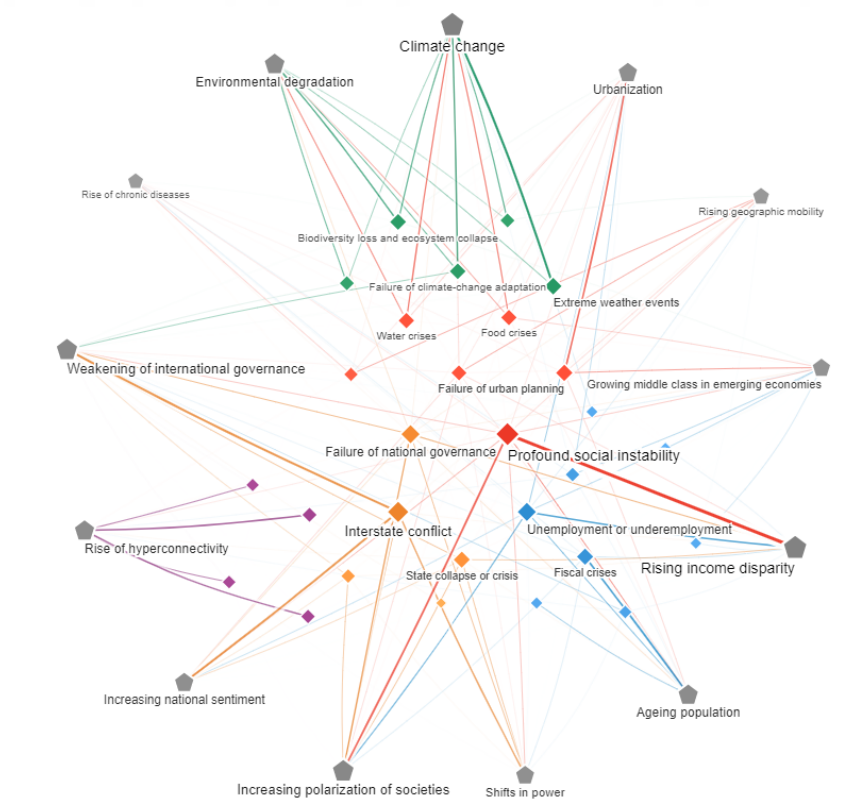 Climate change
Environmental degradation
Urbanization
Rise of chronic diseases
Rising geographic mobility
Biodiversity loss and ecosystem collapse
Failure of climate-change adaptation
Extreme weather events
Water crises
Food crises
Weakening of international governance
Failure of urban planning
Growing middle class in emerging economies
Failure of national governance
Profound social instability
Interstate conflict
Unemployment or underemployment
Rise of hyperconnectivity
State collapse or crisis
Fiscal crises
Rising income disparity
Increasing national sentiment
Ageing population
Increasing polarization of societies
Shifts in power